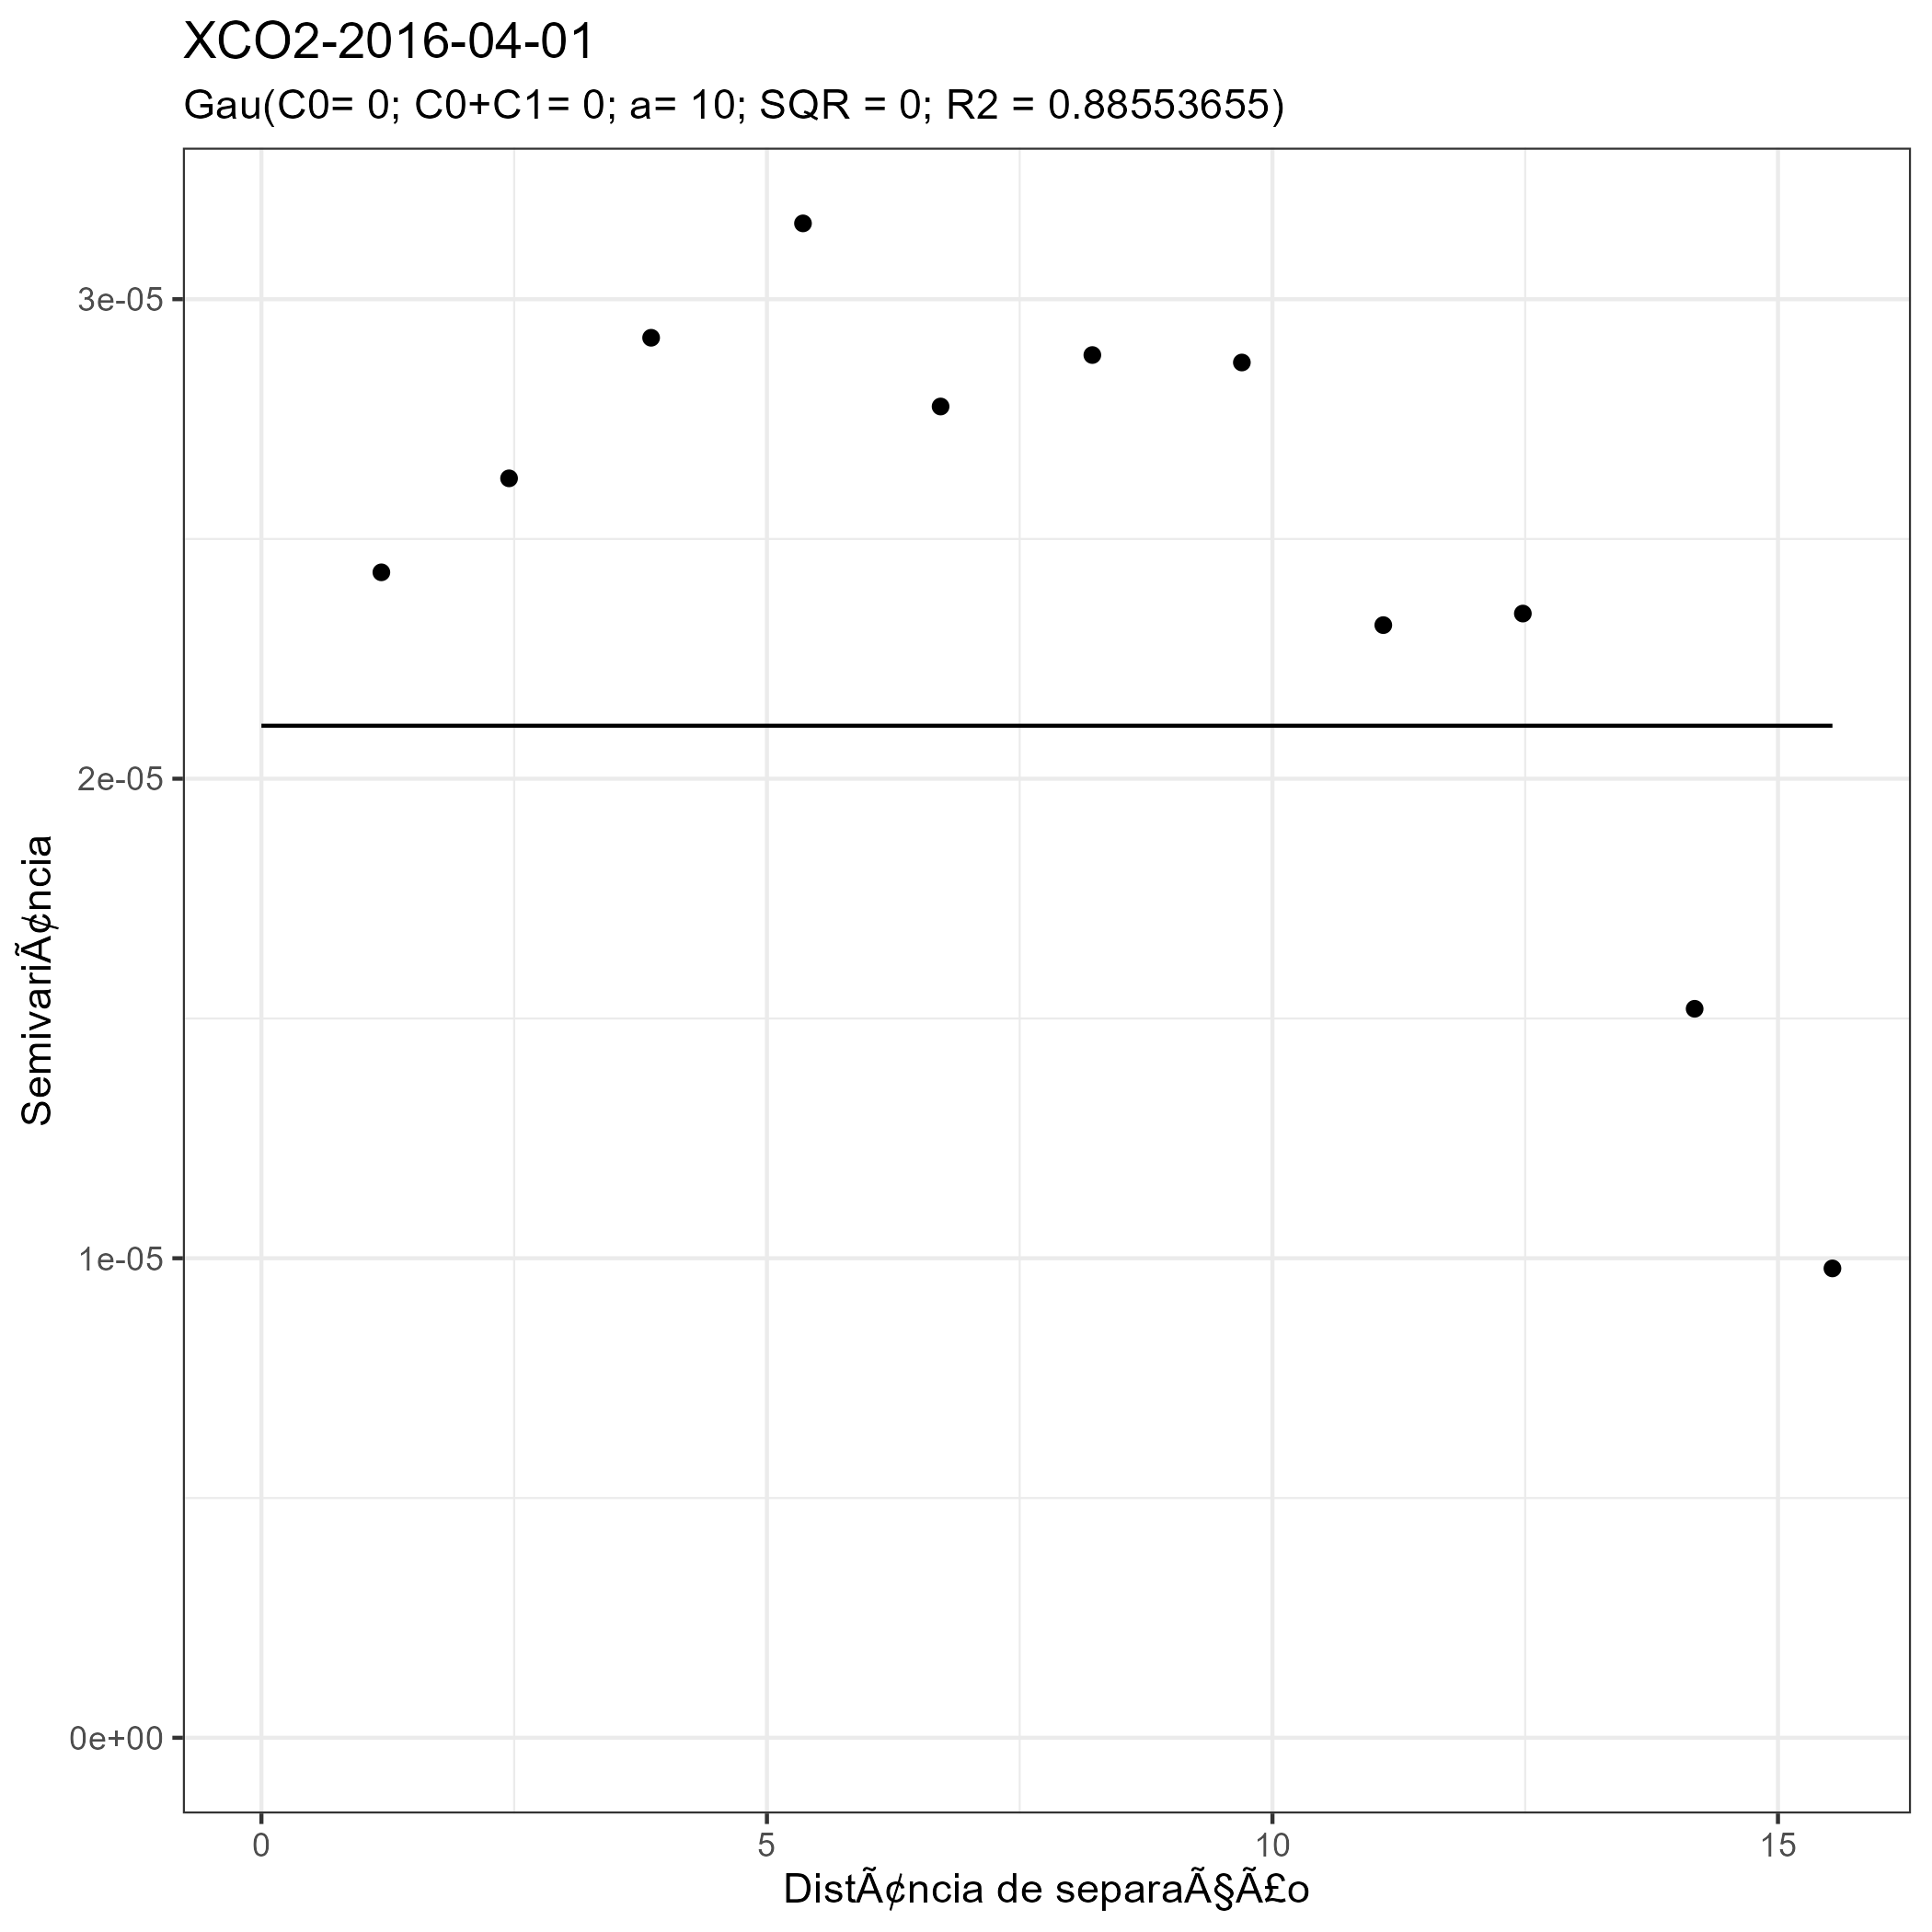 XCO2-2016-04-01
Gau(C0= 0; C0+C1= 0; a= 10; SQR = 0; R2 = 0.88553655)
3e-05
2e-05
1e-05
0e+00
SemivariÃ¢ncia
0
5
10
15
DistÃ¢ncia de separaÃ§Ã£o